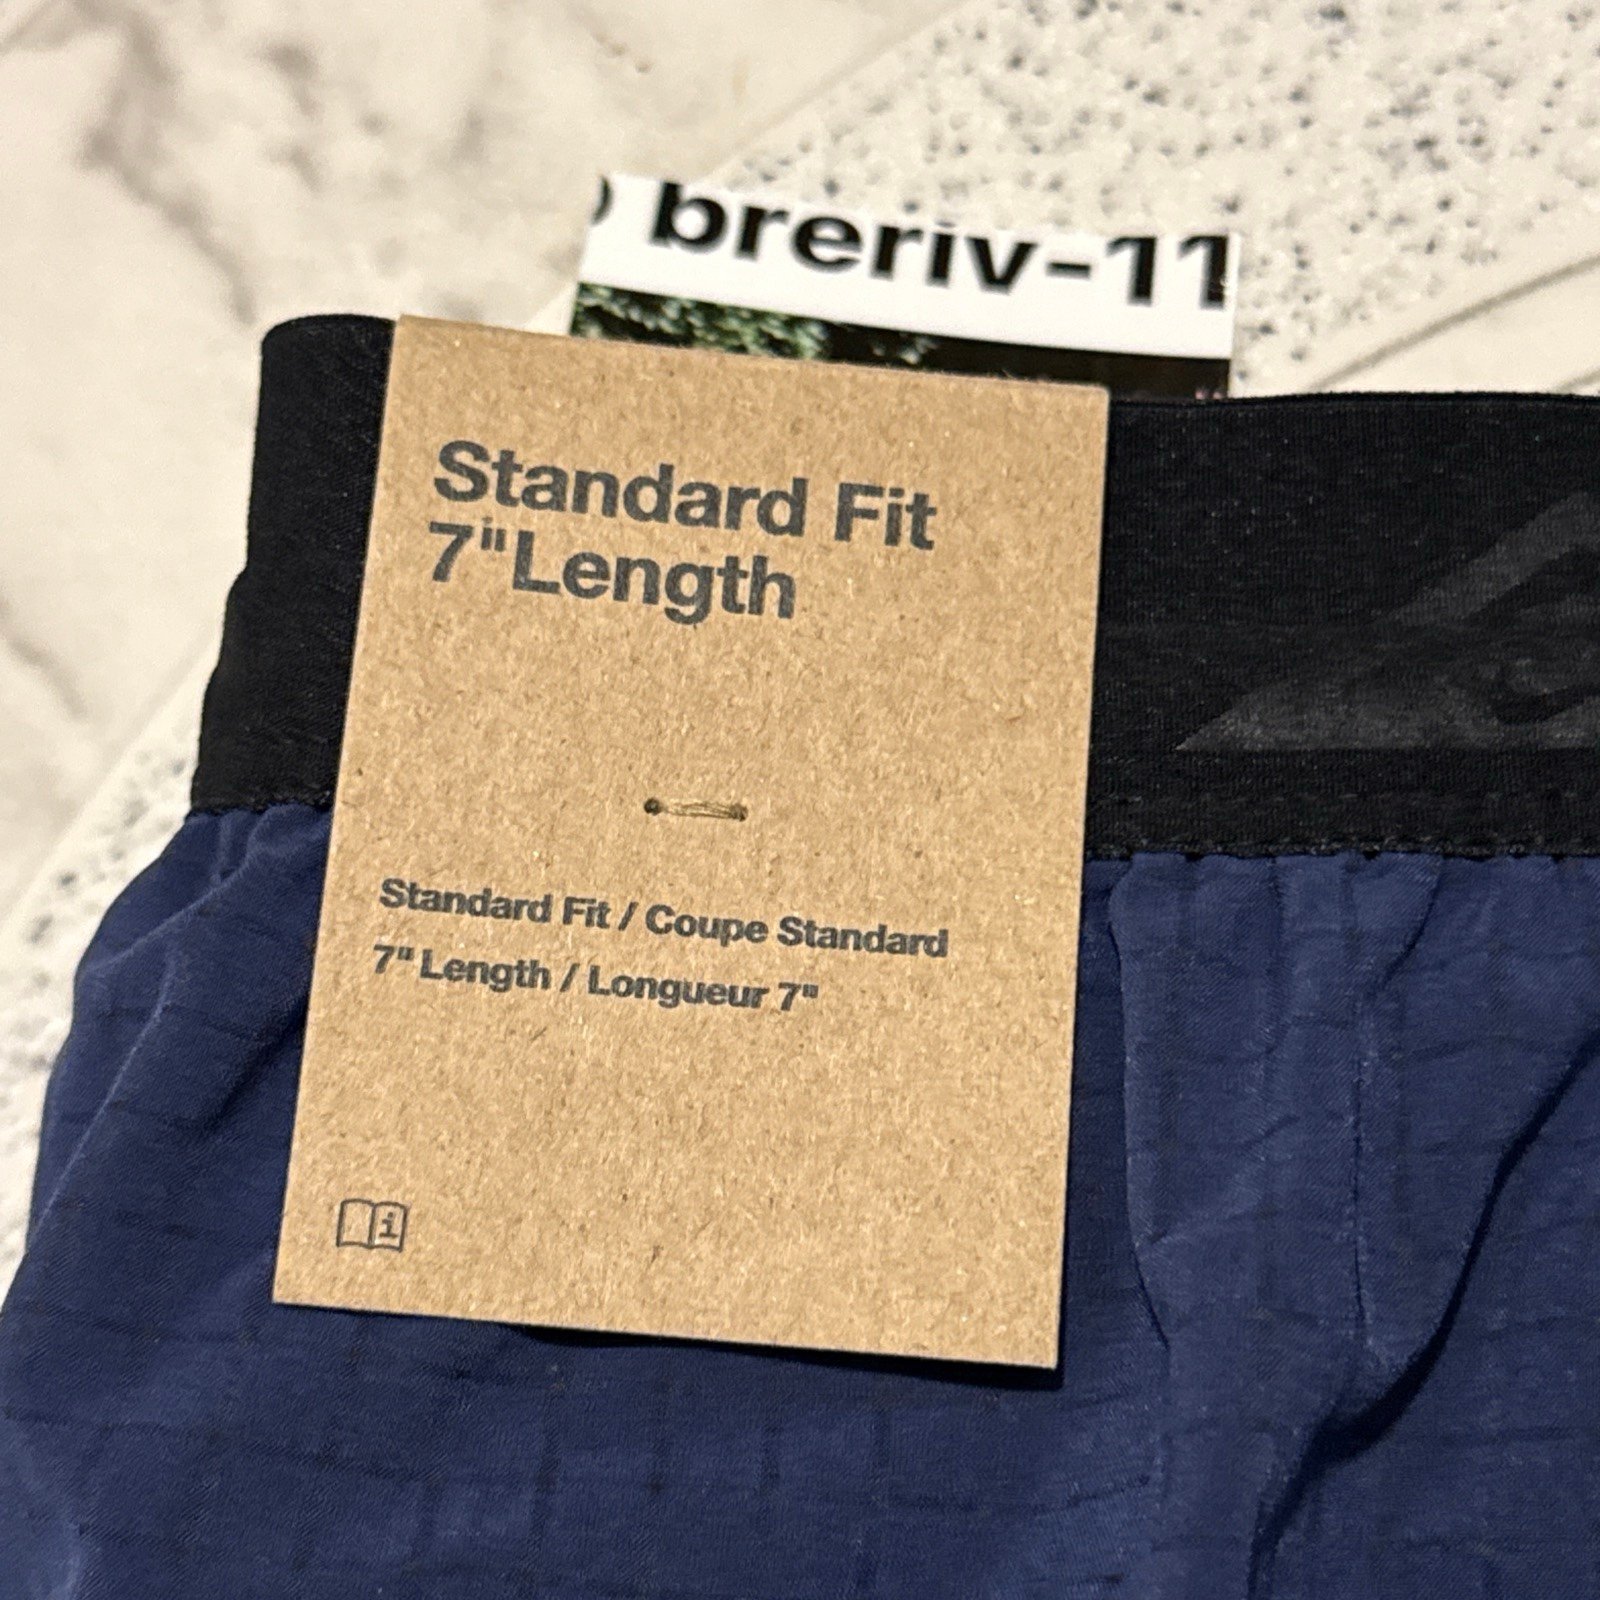 breriv-11
Standard Fit
7" Length
Standard Fit / Coupe Standard
7" Length / Longueur 7"
i